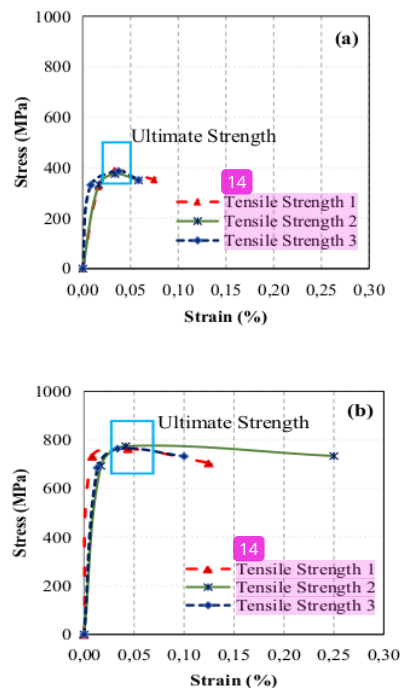 1000
(a)
800
600
Ultimate Strength
400
14
Tensile Strength 1
200
Tensile Strength 2
Tensile Strength 3
0
0,00 0,05 0,10 0,15 0,20 0,25 0,30
Stress (MPa)
Strain (%)
1000
(b)
Ultimate Strength
800
600
400
14
Tensile Strength 1
200
Tensile Strength 2
Tensile Strength 3
0
0,00 0,05 0,10 0,15 0,20 0,25 0,30
Stress (MPa)
Strain (%)